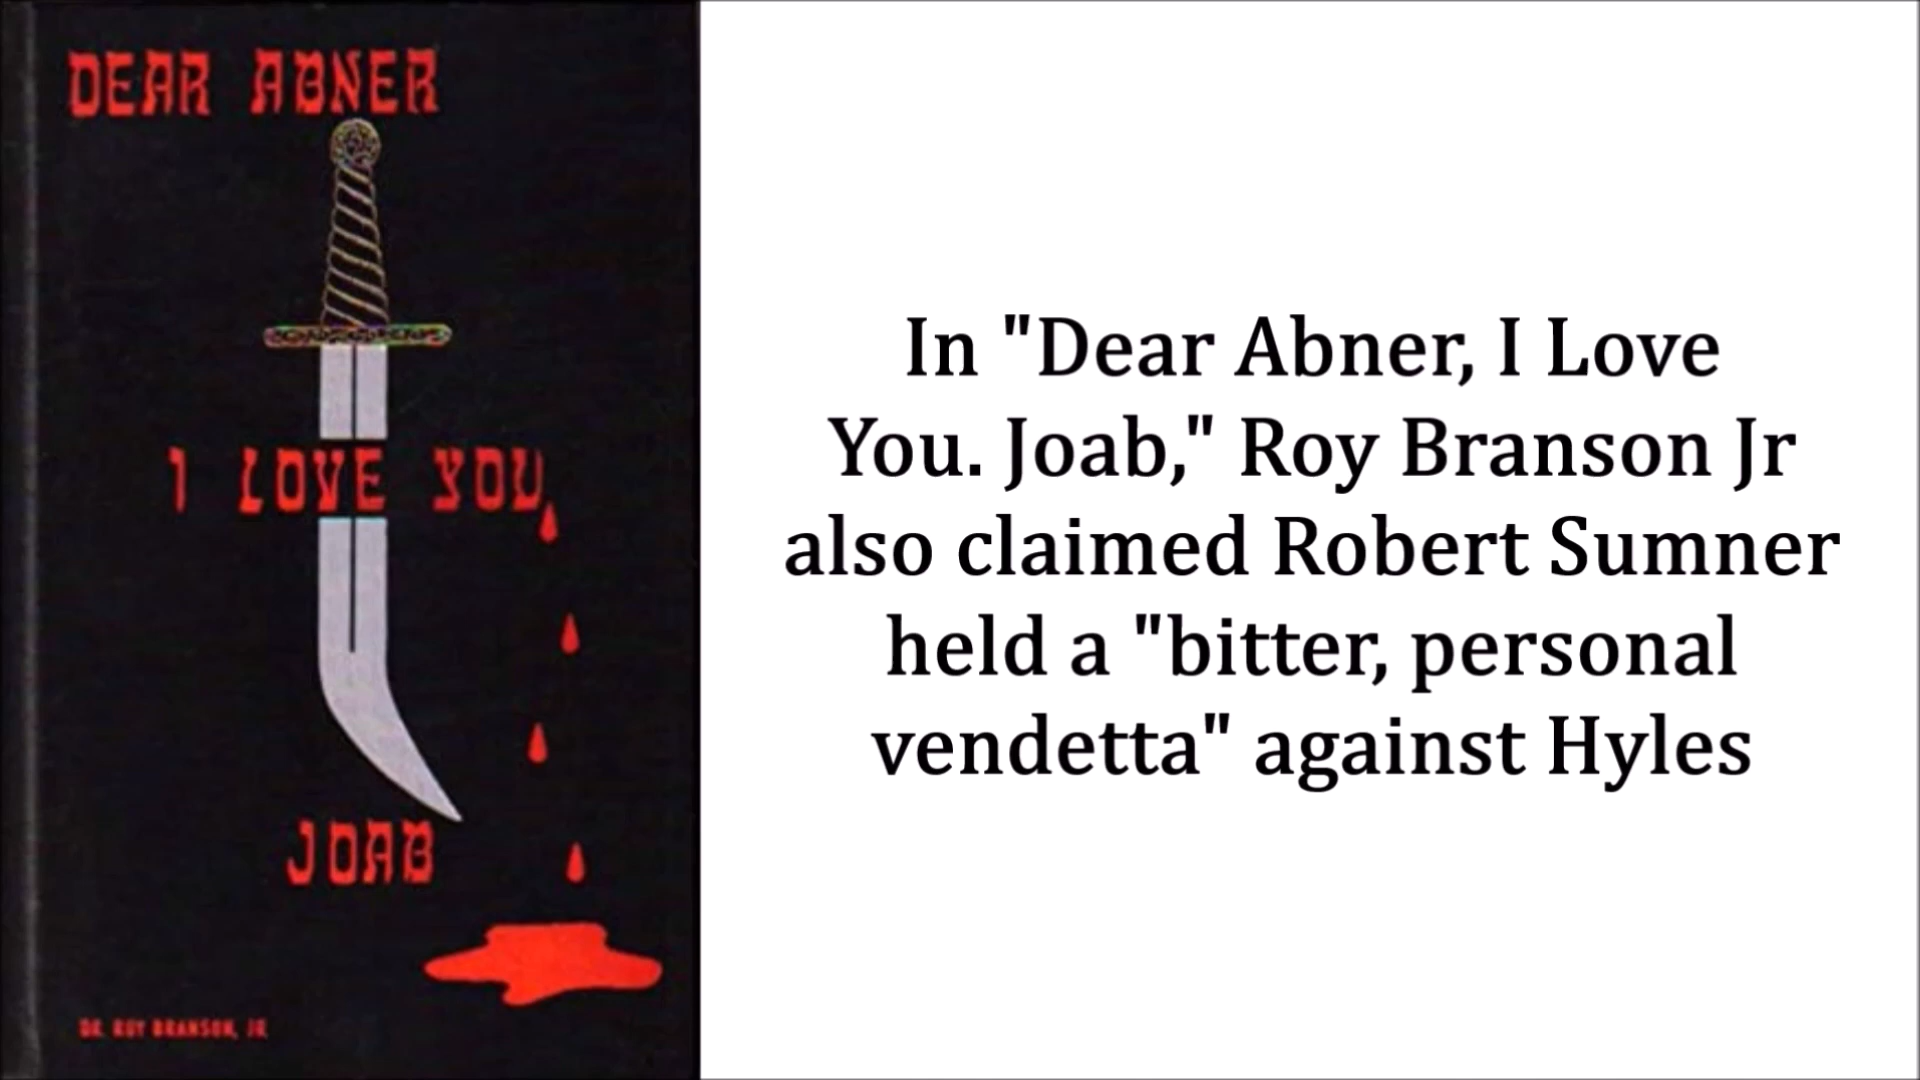 DEAR ABNER
I LOVE YOU,
JOAB
DR. ROY BRANSON, JR
In "Dear Abner, I Love
You. Joab," Roy Branson Jr
also claimed Robert Sumner
held a "bitter, personal
vendetta" against Hyles